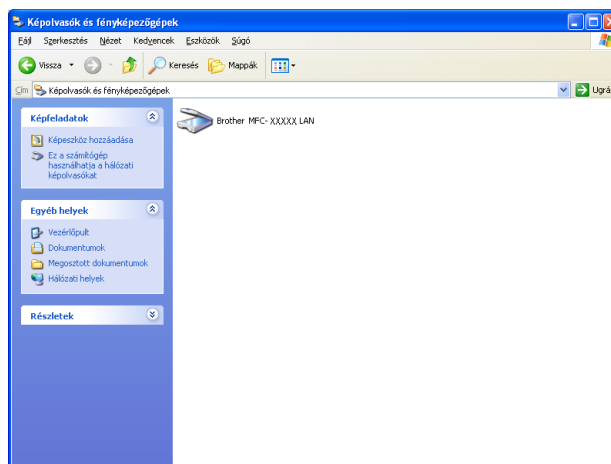 Képolvasók és fényképezőgépek
Fájl Szerkesztés Nézet Kedvencek Eszközök Súgó
Vissza Keresés Mappák
Cím Képolvasók és fényképezőgépek Ugrá
Képfeladatok
Képeszköz hozzáadása
Ez a számítógép
használhatja a hálózati
képolvasókat
Egyéb helyek
Vezérlőpult
Dokumentumok
Megosztott dokumentumok
Hálózati helyek
Részletek
Brother MFC-XXXXX LAN